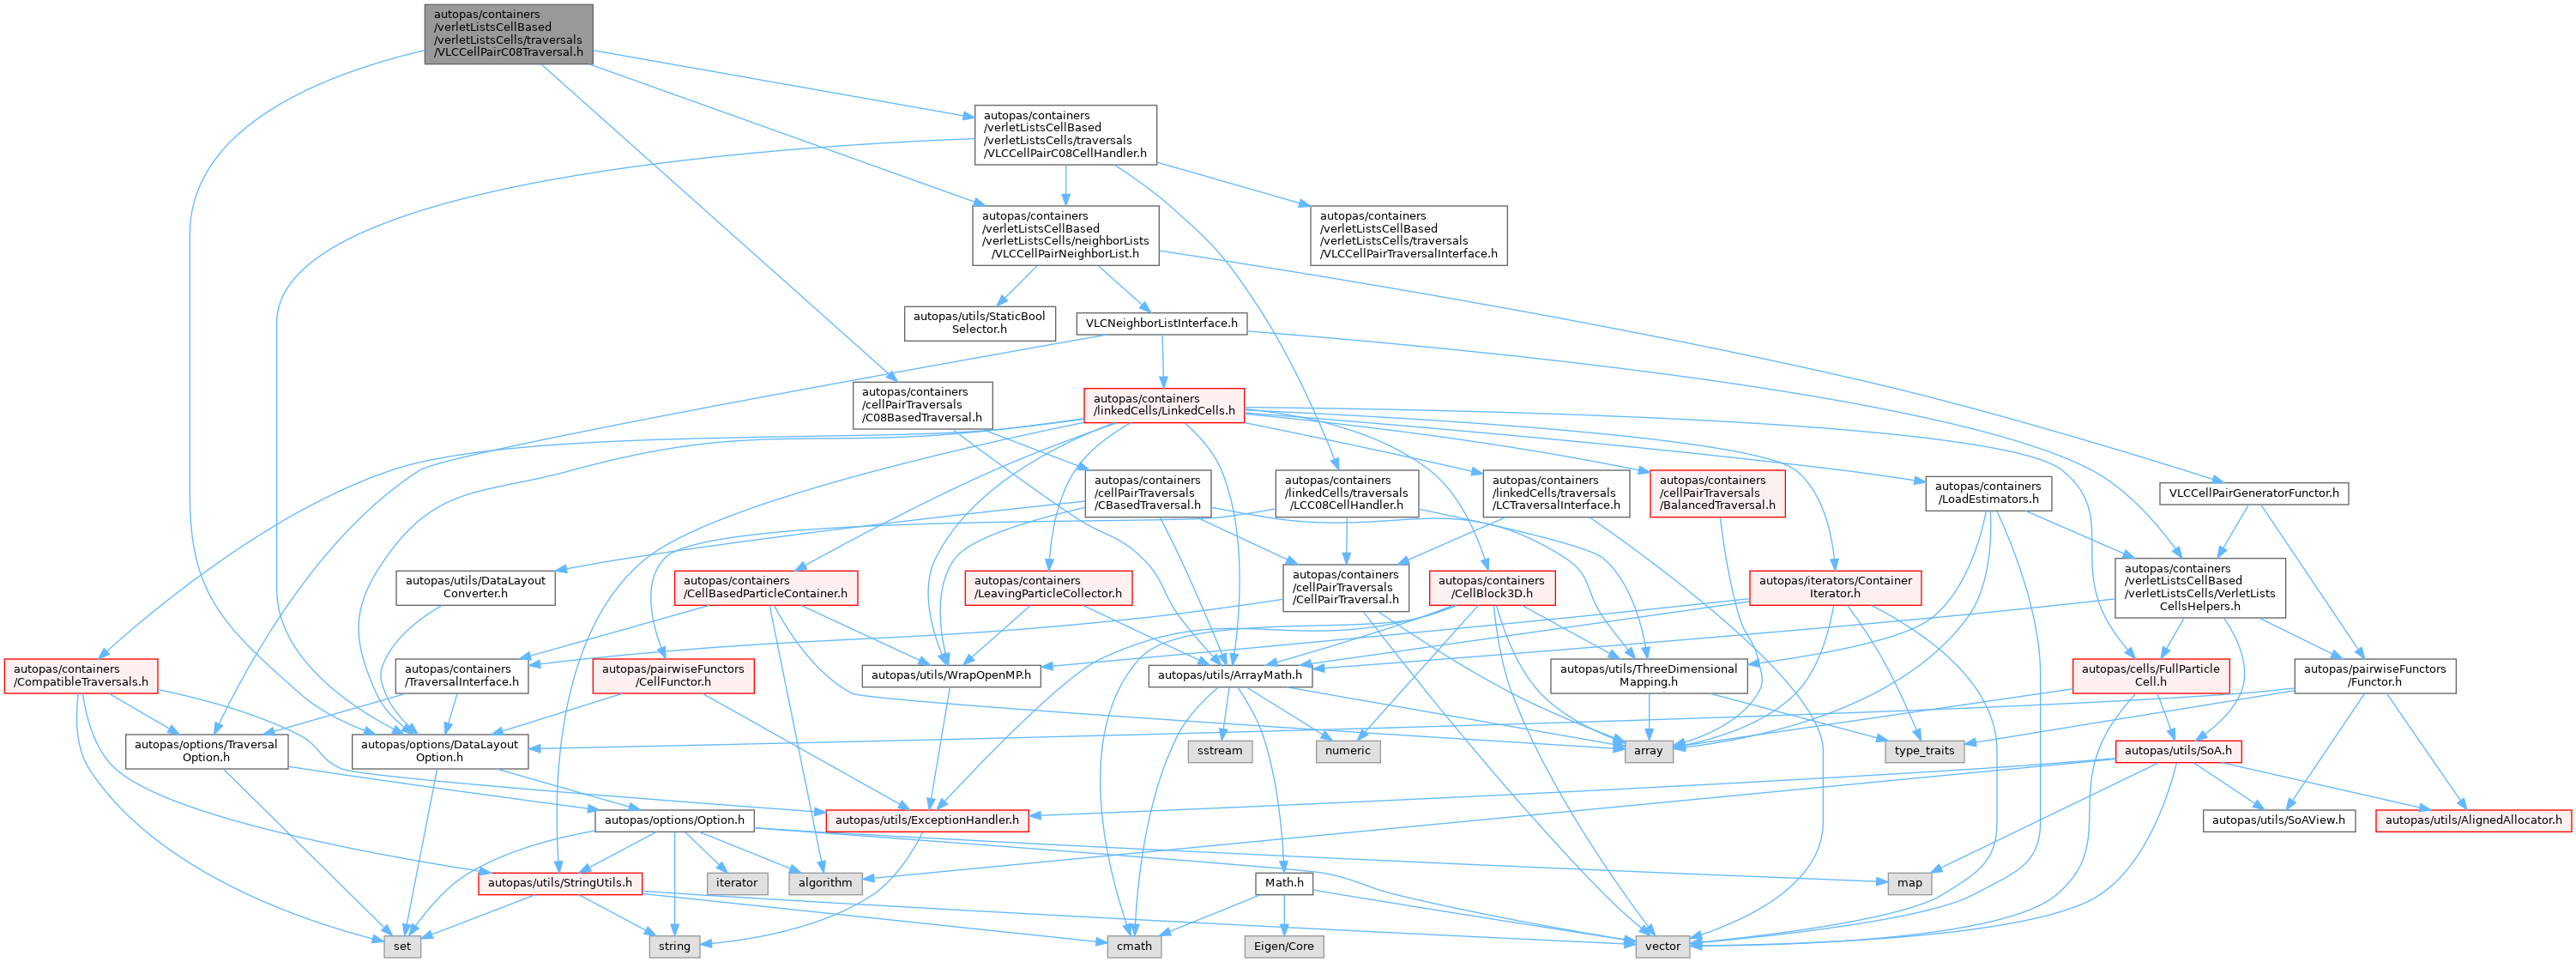 autopas/containers
/verletListsCellBased
/verletListsCells/traversals
/VLCCellPairC08Traversal.h
autopas/containers
/verletListsCellBased
/verletListsCells/traversals
/VLCCellPairC08CellHandler.h
autopas/containers
/verletListsCellBased
/verletListsCells/neighborLists
/VLCCellPairNeighborList.h
autopas/containers
/verletListsCellBased
/verletListsCells/traversals
/VLCCellPairTraversalInterface.h
autopas/utils/StaticBool
Selector.h
VLCNeighborListInterface.h
autopas/containers
/cellPairTraversals
/C08BasedTraversal.h
autopas/containers
/linkedCells/LinkedCells.h
autopas/containers
/cellPairTraversals
/CBasedTraversal.h
autopas/containers
/linkedCells/traversals
/LCC08CellHandler.h
autopas/containers
/linkedCells/traversals
/LCTraversalInterface.h
autopas/containers
/cellPairTraversals
/BalancedTraversal.h
autopas/containers
/LoadEstimators.h
VLCCellPairGeneratorFunctor.h
autopas/utils/DataLayout
Converter.h
autopas/containers
/CellBasedParticleContainer.h
autopas/containers
/LeavingParticleCollector.h
autopas/containers
/cellPairTraversals
/CellPairTraversal.h
autopas/containers
/CellBlock3D.h
autopas/iterators/Container
Iterator.h
autopas/containers
/verletListsCellBased
/verletListsCells/VerletLists
CellsHelpers.h
autopas/containers
/CompatibleTraversals.h
autopas/containers
/TraversalInterface.h
autopas/pairwiseFunctors
/CellFunctor.h
autopas/utils/WrapOpenMP.h
autopas/utils/ArrayMath.h
autopas/utils/ThreeDimensional
Mapping.h
autopas/cells/FullParticle
Cell.h
autopas/pairwiseFunctors
/Functor.h
autopas/options/Traversal
Option.h
autopas/options/DataLayout
Option.h
sstream
numeric
array
type_traits
autopas/utils/SoA.h
autopas/options/Option.h
autopas/utils/ExceptionHandler.h
autopas/utils/SoAView.h
autopas/utils/AlignedAllocator.h
autopas/utils/StringUtils.h
iterator
algorithm
Math.h
map
set
string
cmath
Eigen/Core
vector